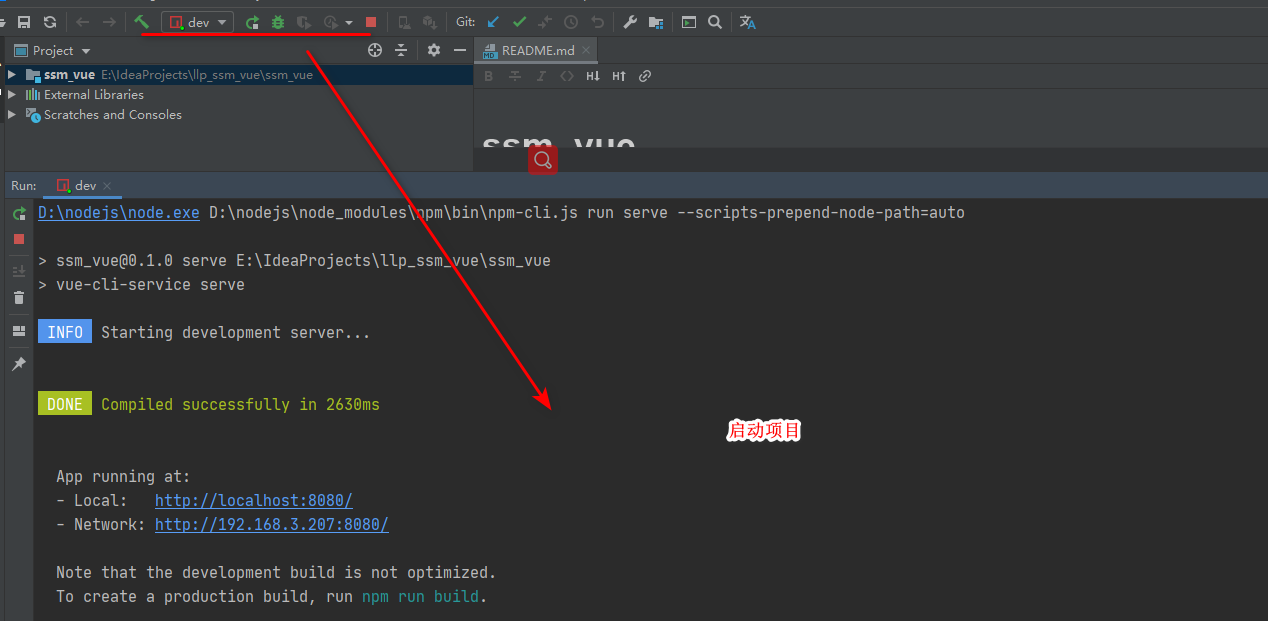 dev
Git:
Project
README.md
ssm_vue E:\IdeaProjects\llp_ssm_vue\ssm_vue
External Libraries
Scratches and Consoles
B I H↓ H↑
ssm_vue
Run: dev
D:\nodejs\node.exe D:\nodejs\node_modules\npm\bin\npm-cli.js run serve --scripts-prepend-node-path=auto
> ssm_vue@0.1.0 serve E:\IdeaProjects\llp_ssm_vue\ssm_vue
> vue-cli-service serve
INFO Starting development server...
DONE Compiled successfully in 2630ms
启动项目
App running at:
- Local: http://localhost:8080/
- Network: http://192.168.3.207:8080/
Note that the development build is not optimized.
To create a production build, run npm run build.